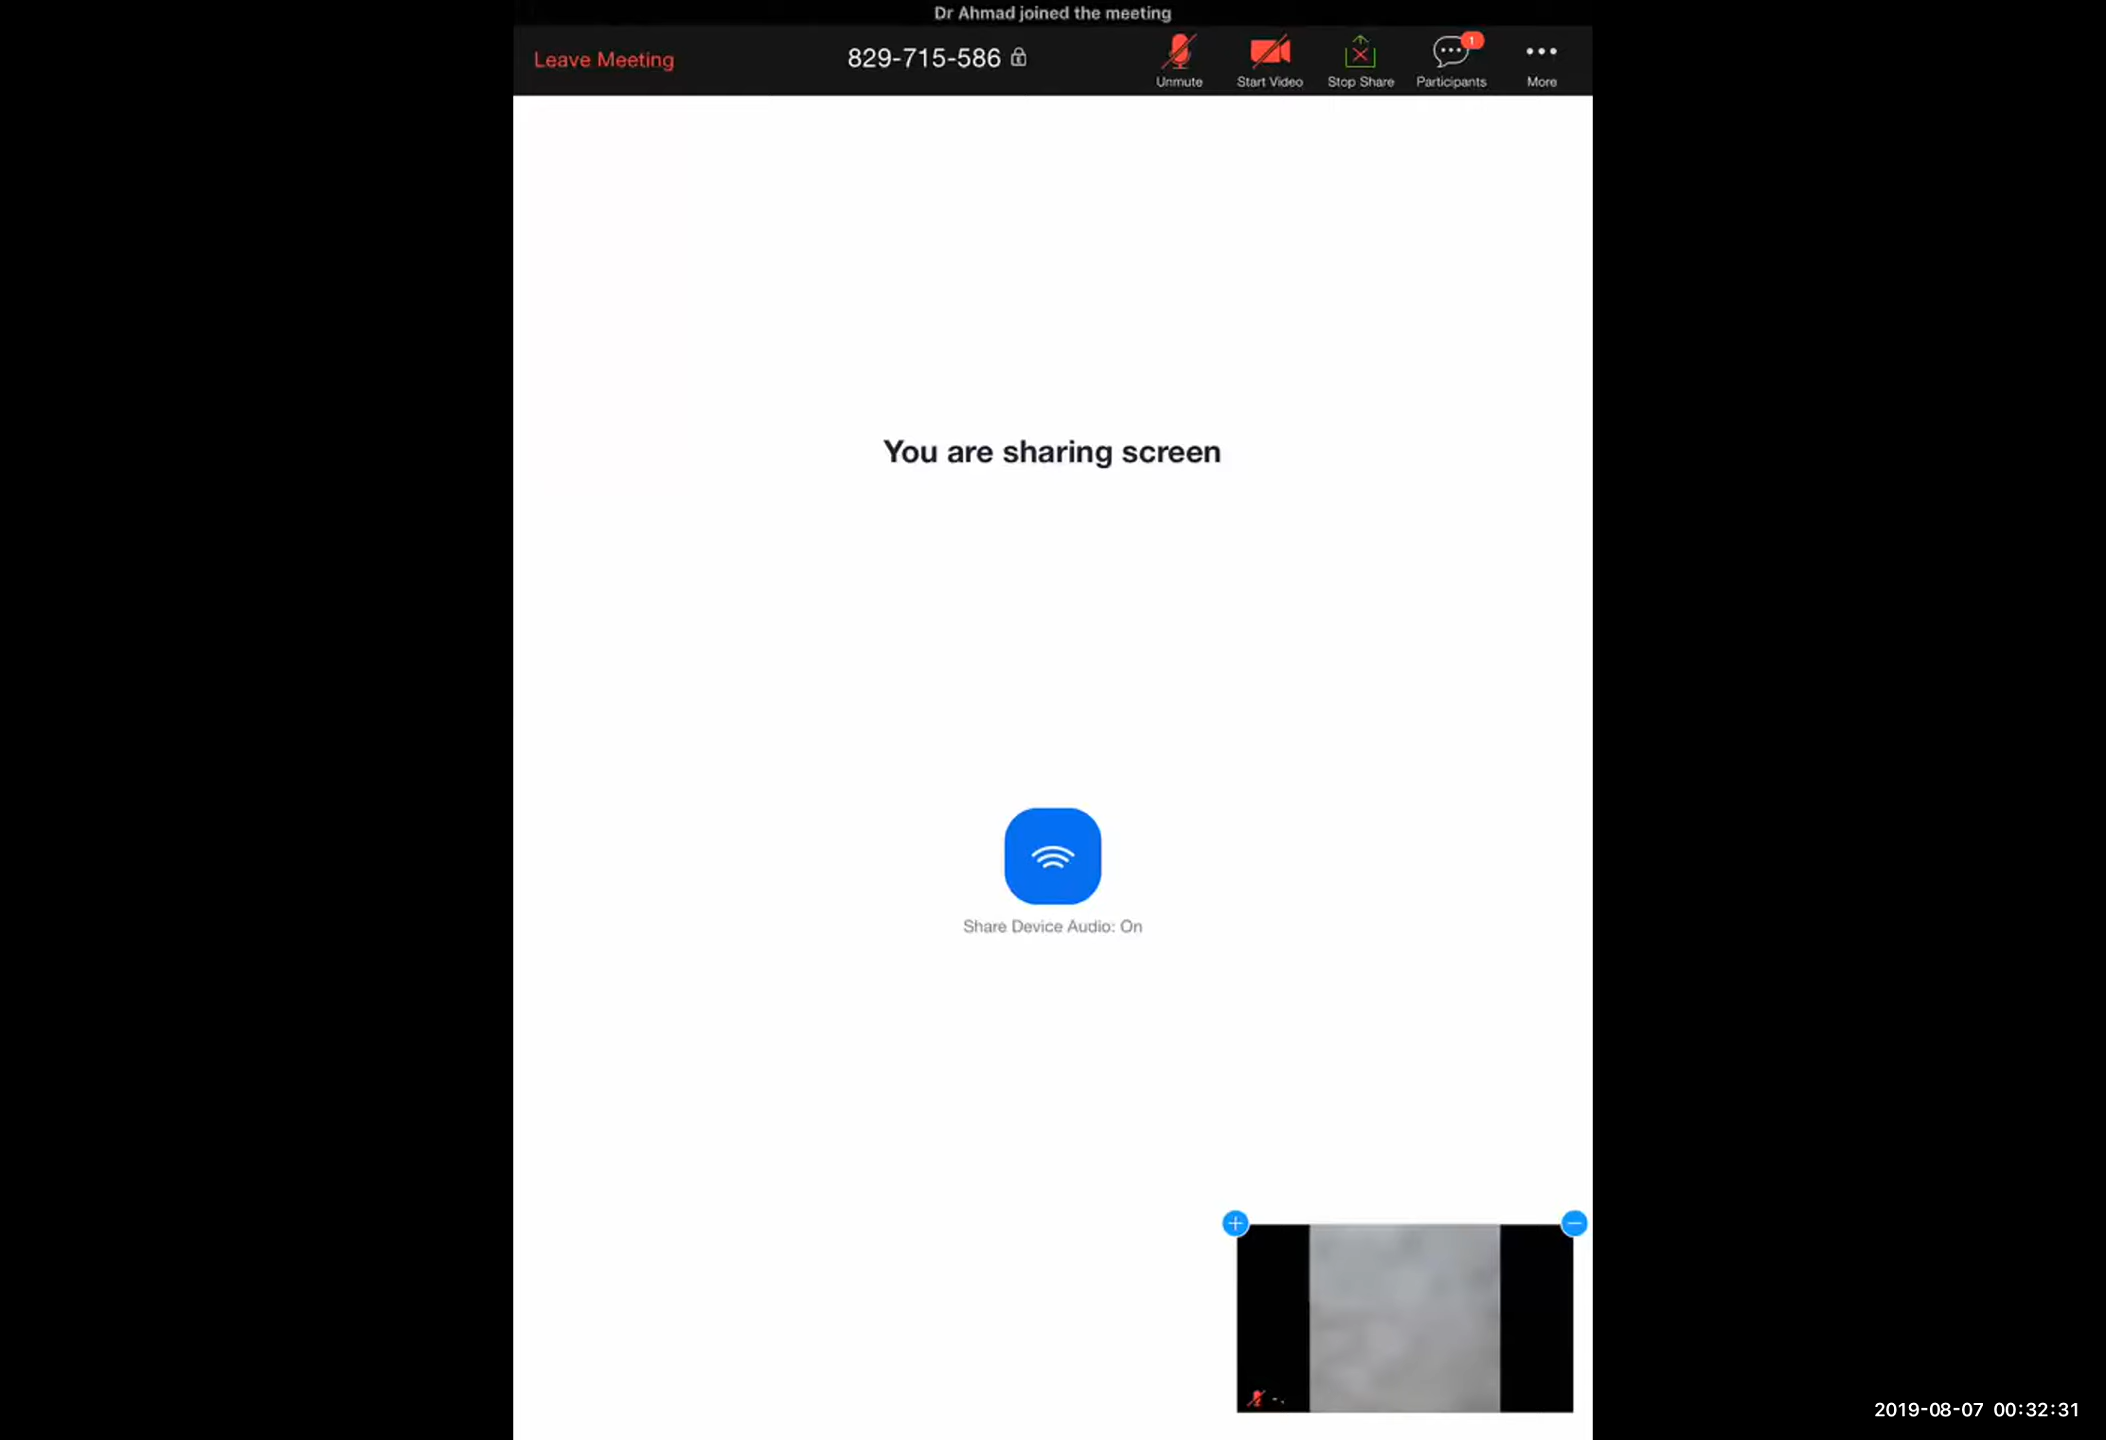 Dr Ahmad joined the meeting
Leave Meeting
829-715-586
1
Unmute
Start Video
Stop Share
Participants
More
You are sharing screen
Share Device Audio: On
2019-08-07 00:32:31